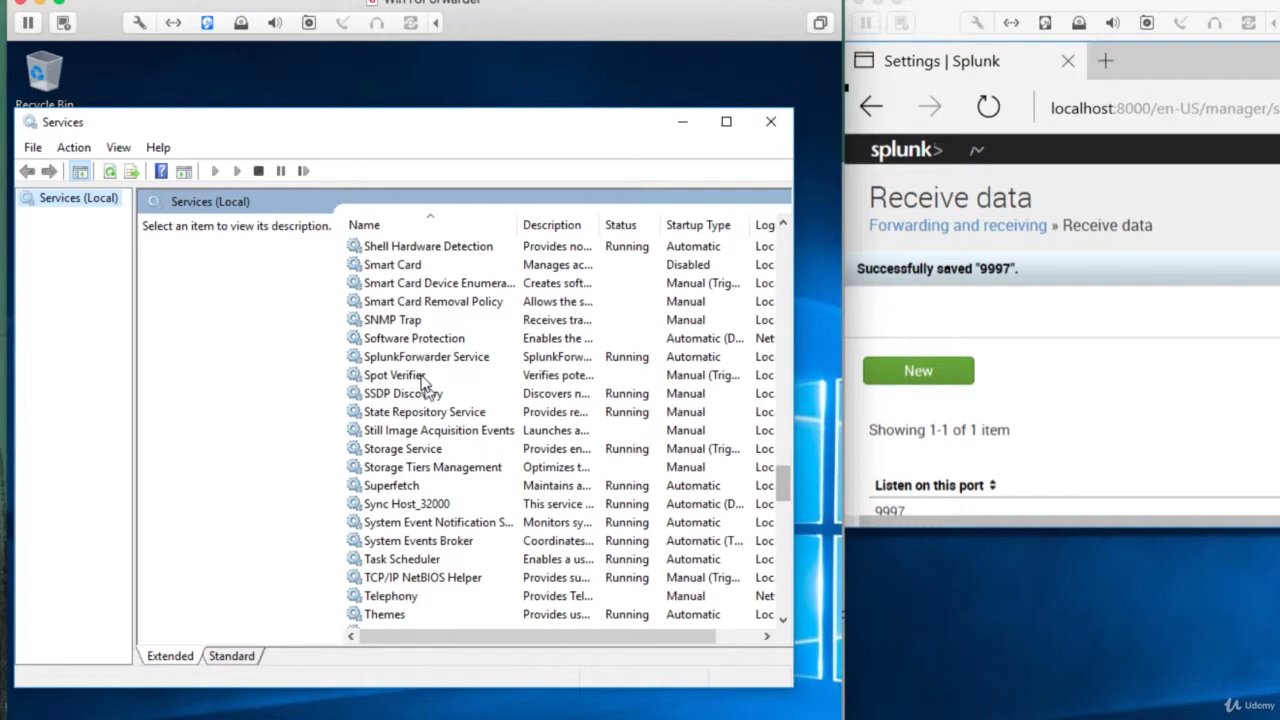 Recycle Bin
Services
File Action View Help
Services (Local)
Services (Local)
Select an item to view its description.
Name Description Status Startup Type Log
Shell Hardware Detection Provides no... Running Automatic Loc
Smart Card Manages ac... Disabled Loc
Smart Card Device Enumera... Creates soft... Manual (Trig... Loc
Smart Card Removal Policy Allows the s... Manual Loc
SNMP Trap Receives tra... Manual Loc
Software Protection Enables the ... Automatic (D... Net
SplunkForwarder Service SplunkForw... Running Automatic Loc
Spot Verifier Verifies pote... Manual (Trig... Loc
SSDP Discovery Discovers n... Running Manual Loc
State Repository Service Provides re... Running Manual Loc
Still Image Acquisition Events Launches a... Manual Loc
Storage Service Provides en... Running Manual (Trig... Loc
Storage Tiers Management Optimizes t... Manual Loc
Superfetch Maintains a... Running Automatic Loc
Sync Host_32000 This service ... Running Automatic (D... Loc
System Event Notification S... Monitors sy... Running Automatic Loc
System Events Broker Coordinates... Running Automatic (T... Loc
Task Scheduler Enables a us... Running Automatic Loc
TCP/IP NetBIOS Helper Provides su... Running Manual (Trig... Loc
Telephony Provides Tel... Manual Net
Themes Provides us... Running Automatic Loc
Extended Standard
Settings | Splunk
localhost:8000/en-US/manager/s
splunk>
Receive data
Forwarding and receiving » Receive data
Successfully saved "9997".
New
Showing 1-1 of 1 item
Listen on this port
9997
Udemy